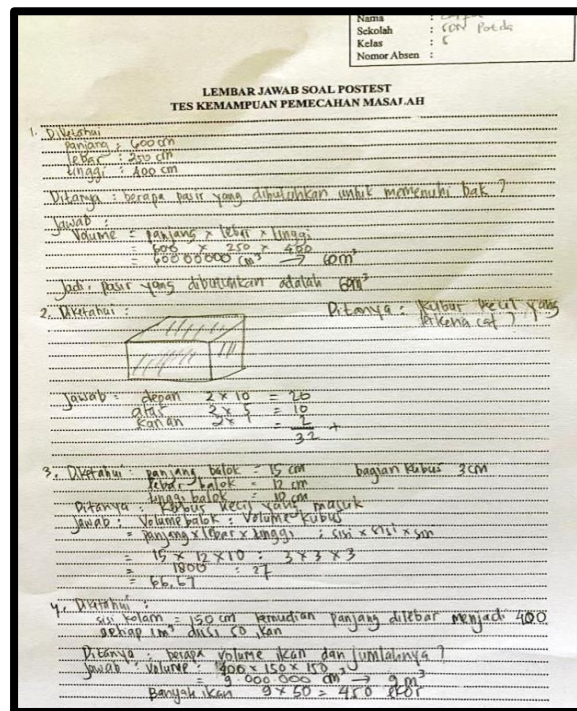 Nama :
Sekolah : SDN
Kelas : 5
Nomor Absen :
LEMBAR JAWAB SOAL POSTEST
TES KEMAMPUAN PEMECAHAN MASALAH
1. Diketahui
panjang : 600 cm
lebar : 250 cm
tinggi : 400 cm
Ditanya : berapa pasir yang dibutuhkan untuk memenuhi bak ?
Jawab :
Volume = panjang x lebar x tinggi
= 600 x 250 x 400
= 60000000 cm³ → 60m³
Jadi, pasir yang dibutuhkan adalah 60m³
2. Diketahui :
Ditanya : kubus kecil yang
terkena cat ?
Jawab : depan 2 x 10 = 20
atas 2 x 5 = 10
kanan 2 x 1 = 2 +
32
3. Diketahui : panjang balok = 15 cm bagian kubus 3cm
lebar balok = 12 cm
tinggi balok = 10 cm
Ditanya : kubus kecil yang masuk
Jawab : Volume balok : Volume kubus
= panjang x lebar x tinggi : sisi x sisi x sisi
= 15 x 12 x 10 : 3 x 3 x 3
= 1800 : 27
= 66,67
4. Diketahui :
sisi kolam = 150 cm kemudian panjang dilebar menjadi 400
setiap 1m³ diisi 50 ikan
Ditanya : berapa volume ikan dan jumlahnya ?
Jawab : volume : 400 x 150 x 150
= 9.000.000 cm³ → 9 m³
Banyak ikan 9 x 50 = 450 ekor